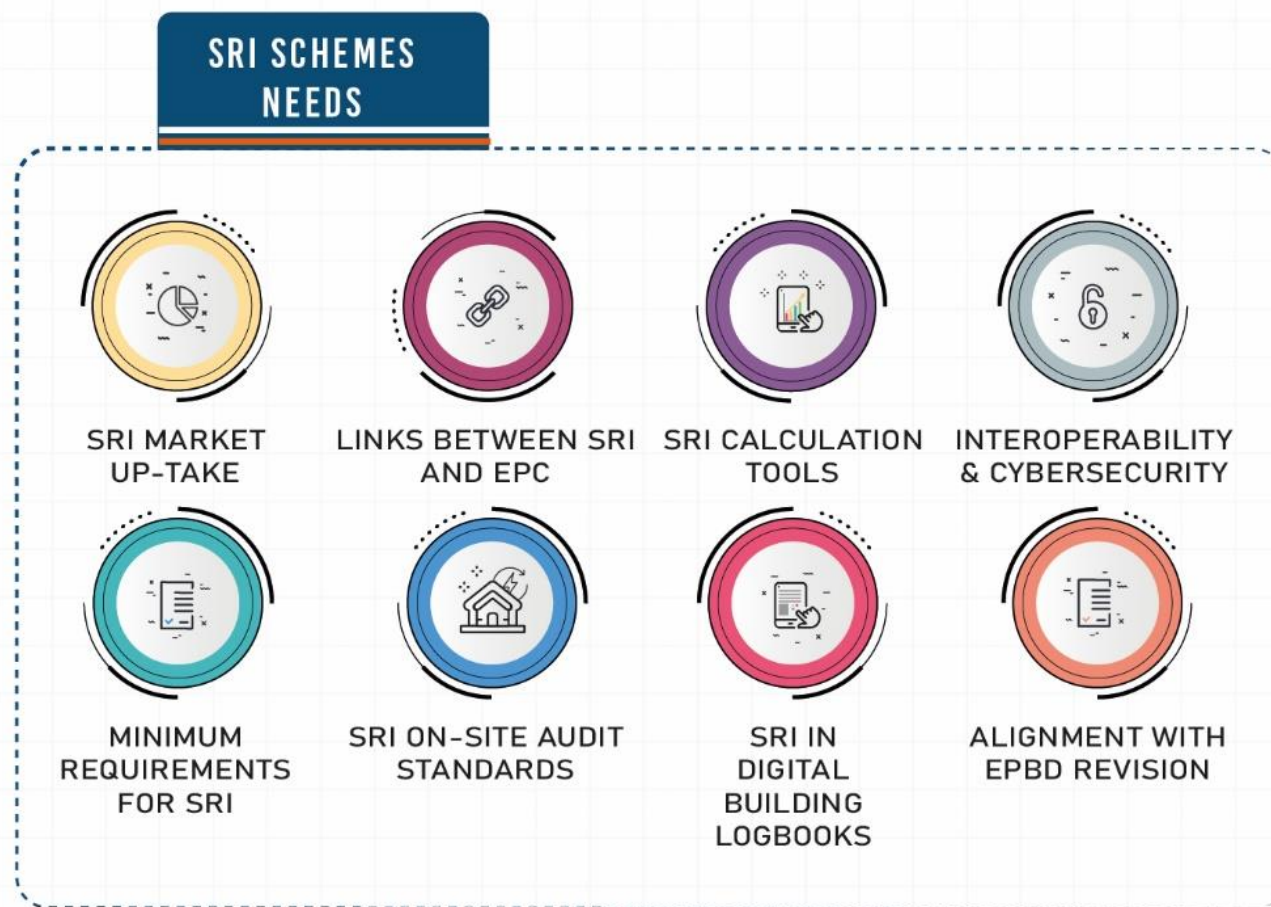 SRI SCHEMES
NEEDS
SRI MARKET
UP-TAKE
LINKS BETWEEN SRI
AND EPC
SRI CALCULATION
TOOLS
INTEROPERABILITY
& CYBERSECURITY
MINIMUM
REQUIREMENTS
FOR SRI
SRI ON-SITE AUDIT
STANDARDS
SRI IN
DIGITAL
BUILDING
LOGBOOKS
ALIGNMENT WITH
EPBD REVISION